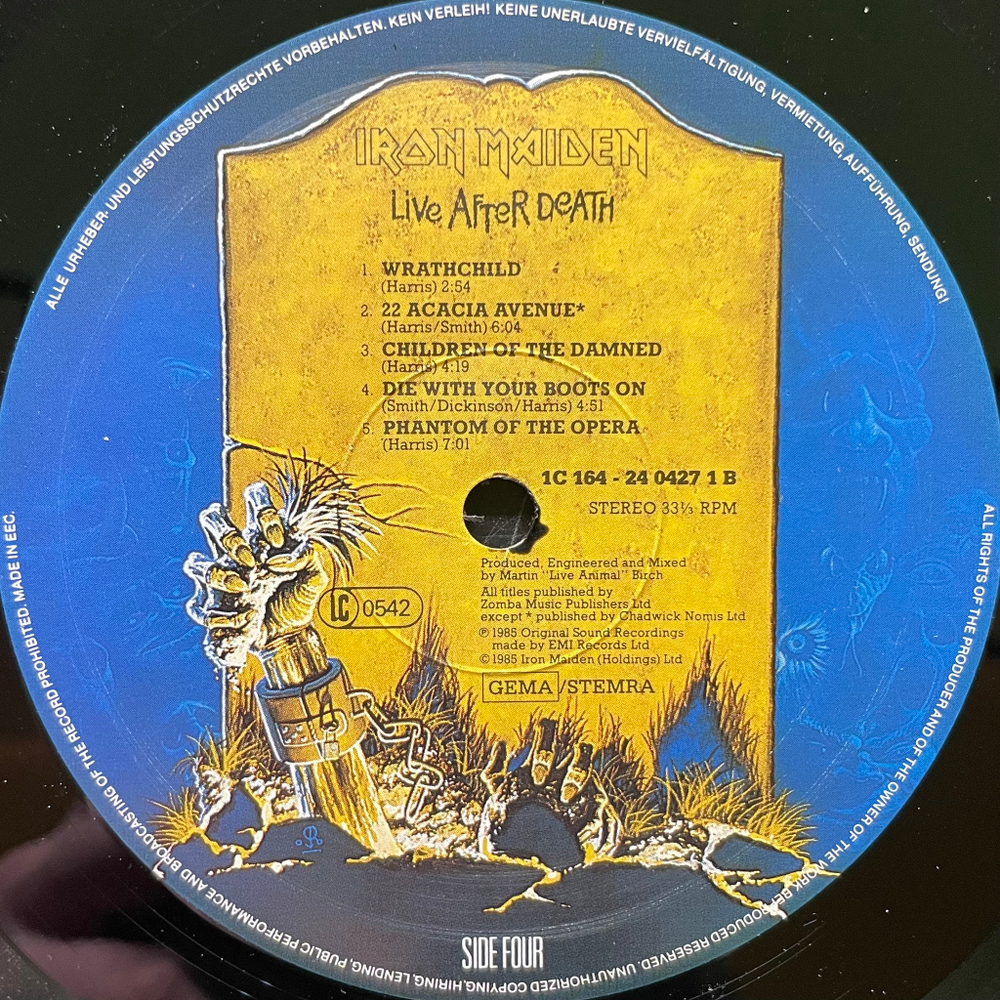 ALLE URHEBER- UND LEISTUNGSSCHUTZRECHTE VORBEHALTEN. KEIN VERLEIH! KEINE UNERLAUBTE VERVIELFÄLTIGUNG, VERMIETUNG, AUFFÜHRUNG, SENDUNG!
IRON MAIDEN
LIVE AFTER DEATH
1. WRATHCHILD
(Harris) 2:54
2. 22 ACACIA AVENUE*
(Harris/Smith) 6:04
3. CHILDREN OF THE DAMNED
(Harris) 4:19
4. DIE WITH YOUR BOOTS ON
(Smith/Dickinson/Harris) 4:51
5. PHANTOM OF THE OPERA
(Harris) 7:01
1C 164 - 24 0427 1 B
STEREO 33⅓ RPM
Produced, Engineered and Mixed
by Martin "Live Animal" Birch
All titles published by
Zomba Music Publishers Ltd
except * published by Chadwick Nomis Ltd
℗ 1985 Original Sound Recordings
made by EMI Records Ltd
© 1985 Iron Maiden (Holdings) Ltd
LC 0542
GEMA/STEMRA
SIDE FOUR
ALL RIGHTS OF THE PRODUCER AND OF THE OWNER OF THE WORK REPRODUCED RESERVED. UNAUTHORIZED COPYING, HIRING, LENDING, PUBLIC PERFORMANCE AND BROADCASTING OF THE RECORD PROHIBITED. MADE IN EEC.